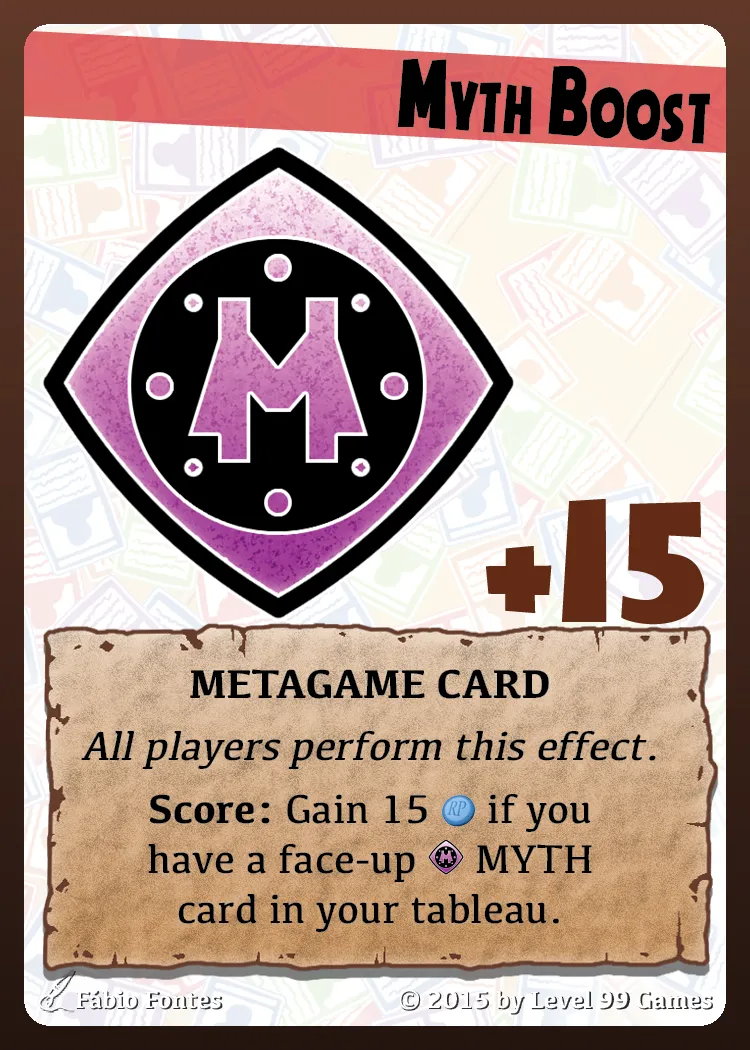 MYTH BOOST
M
+15
METAGAME CARD
All players perform this effect.
Score: Gain 15 RP if you
have a face-up M MYTH
card in your tableau.
Fábio Fontes
© 2015 by Level 99 Games